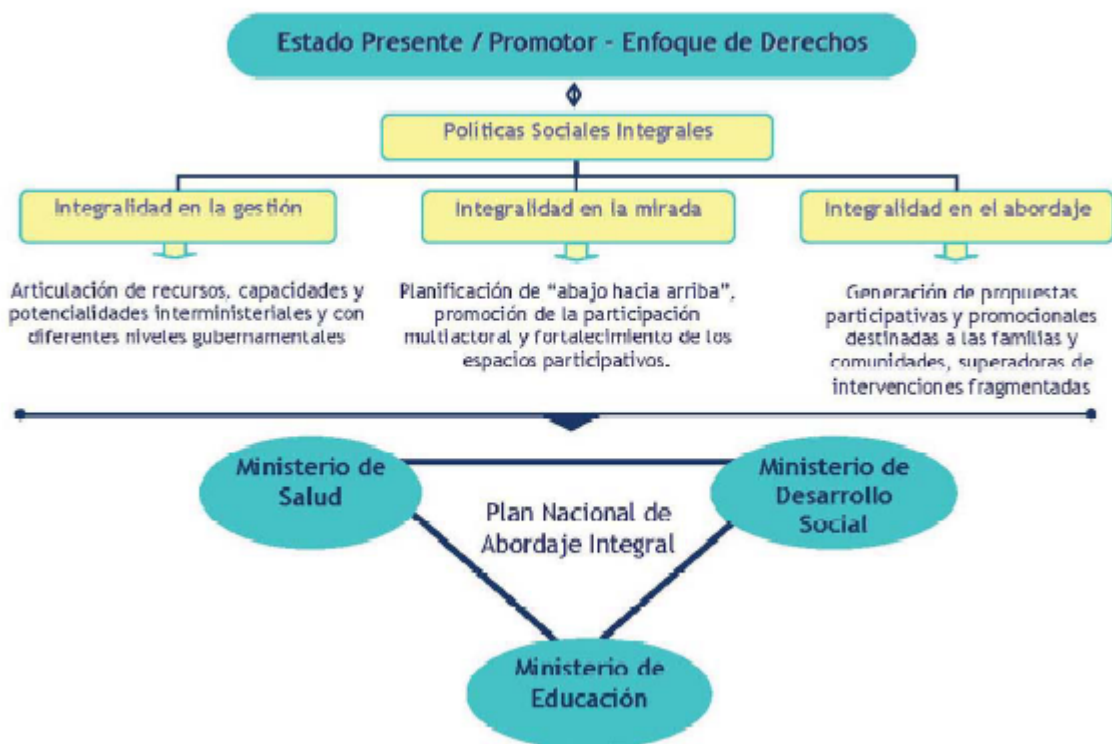 Estado Presente / Promotor - Enfoque de Derechos
Políticas Sociales Integrales
Integralidad en la gestión
Articulación de recursos, capacidades y
potencialidades interministeriales y con
diferentes niveles gubernamentales
Integralidad en la mirada
Planificación de “abajo hacia arriba”,
promoción de la participación
multiactoral y fortalecimiento de los
espacios participativos.
Integralidad en el abordaje
Generación de propuestas
participativas y promocionales
destinadas a las familias y
comunidades, superadoras de
intervenciones fragmentadas
Ministerio de
Salud
Plan Nacional de
Abordaje Integral
Ministerio de
Desarrollo
Social
Ministerio de
Educación